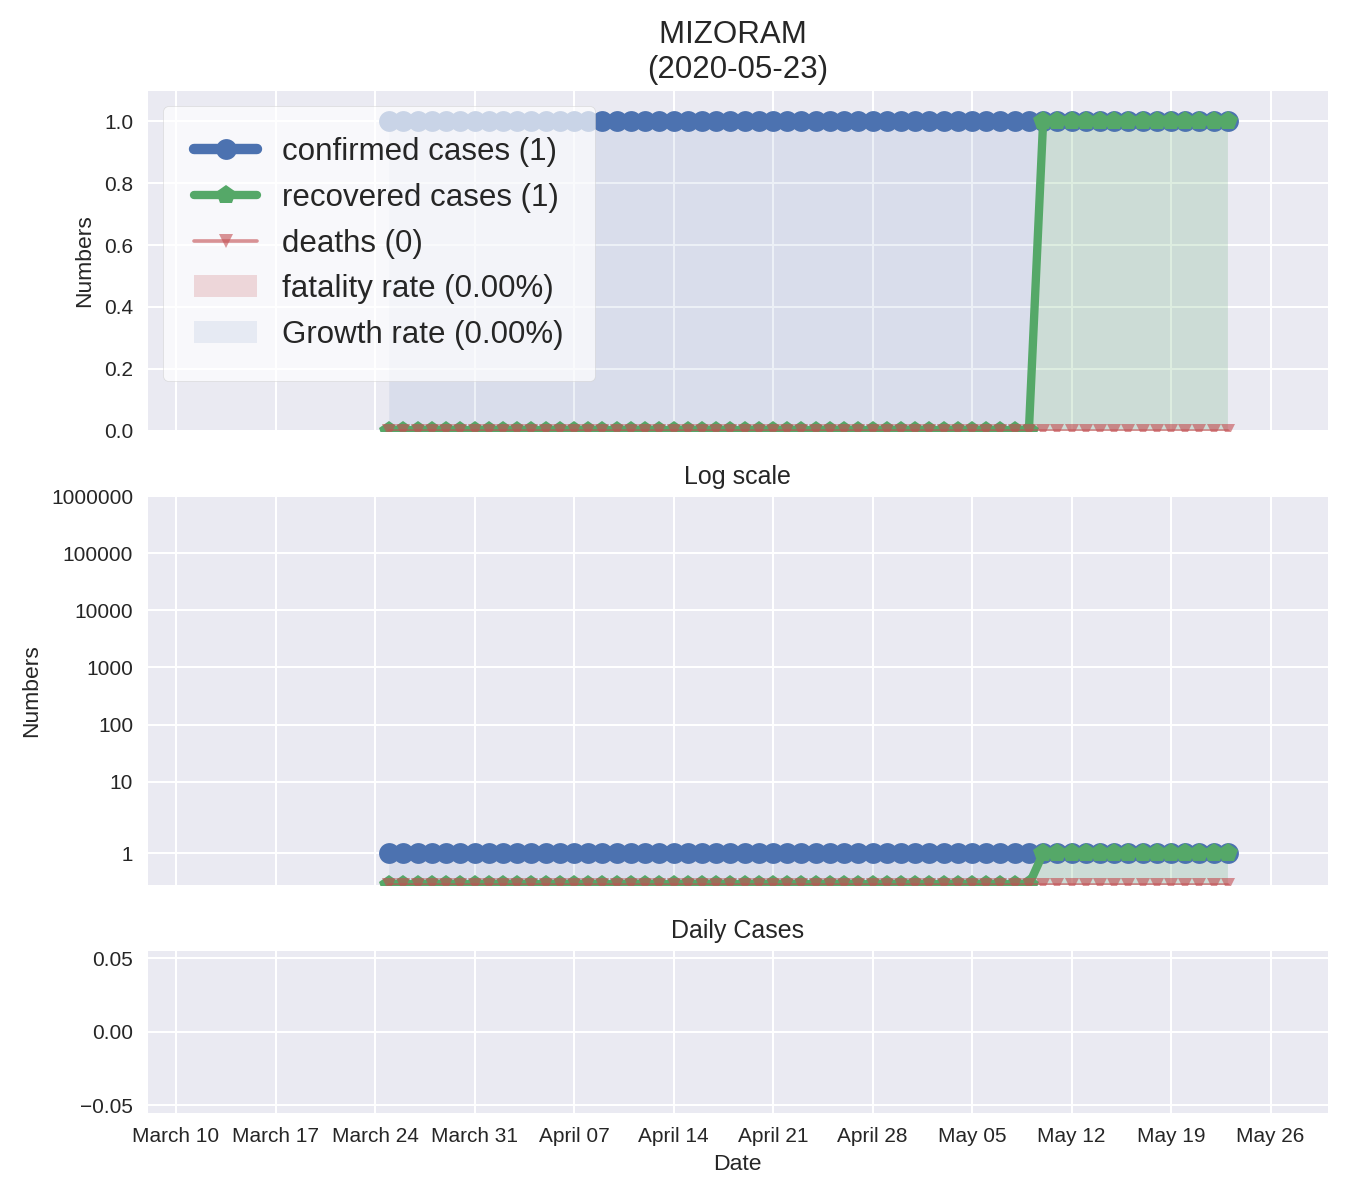 MIZORAM
(2020-05-23)
1.0
0.8
0.6
0.4
0.2
0.0
Numbers
confirmed cases (1)
recovered cases (1)
deaths (0)
fatality rate (0.00%)
Growth rate (0.00%)
Log scale
1000000
100000
10000
1000
100
10
1
Numbers
Daily Cases
0.05
0.00
−0.05
March 10 March 17 March 24 March 31 April 07 April 14 April 21 April 28 May 05 May 12 May 19 May 26
Date